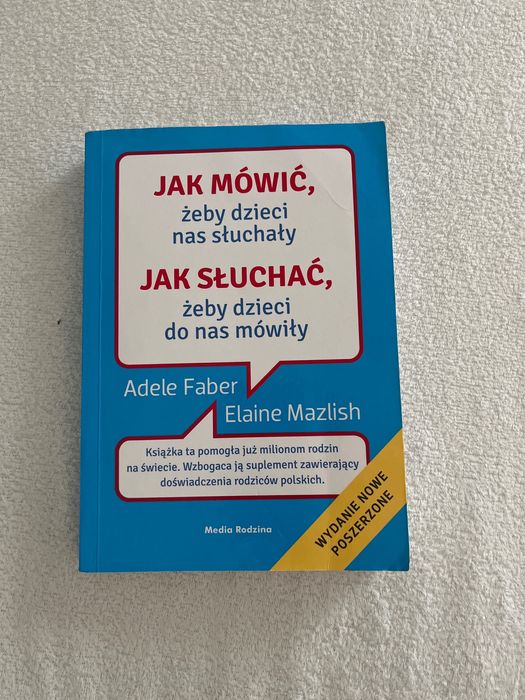 JAK MÓWIĆ,
żeby dzieci
nas słuchały
JAK SŁUCHAĆ,
żeby dzieci
do nas mówiły
Adele Faber
Elaine Mazlish
Książka ta pomogła już milionom rodzin
na świecie. Wzbogaca ją suplement zawierający
doświadczenia rodziców polskich.
Media Rodzina
WYDANIE NOWE
POSZERZONE